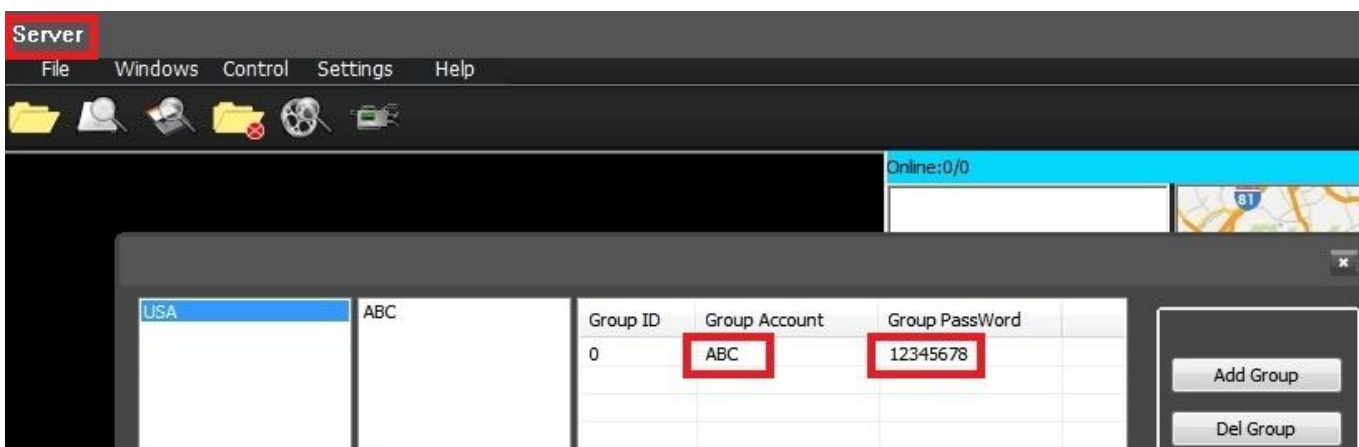 Server
File Windows Control Settings Help
Online:0/0
81
USA ABC Group ID Group Account Group PassWord
0 ABC 12345678
Add Group
Del Group